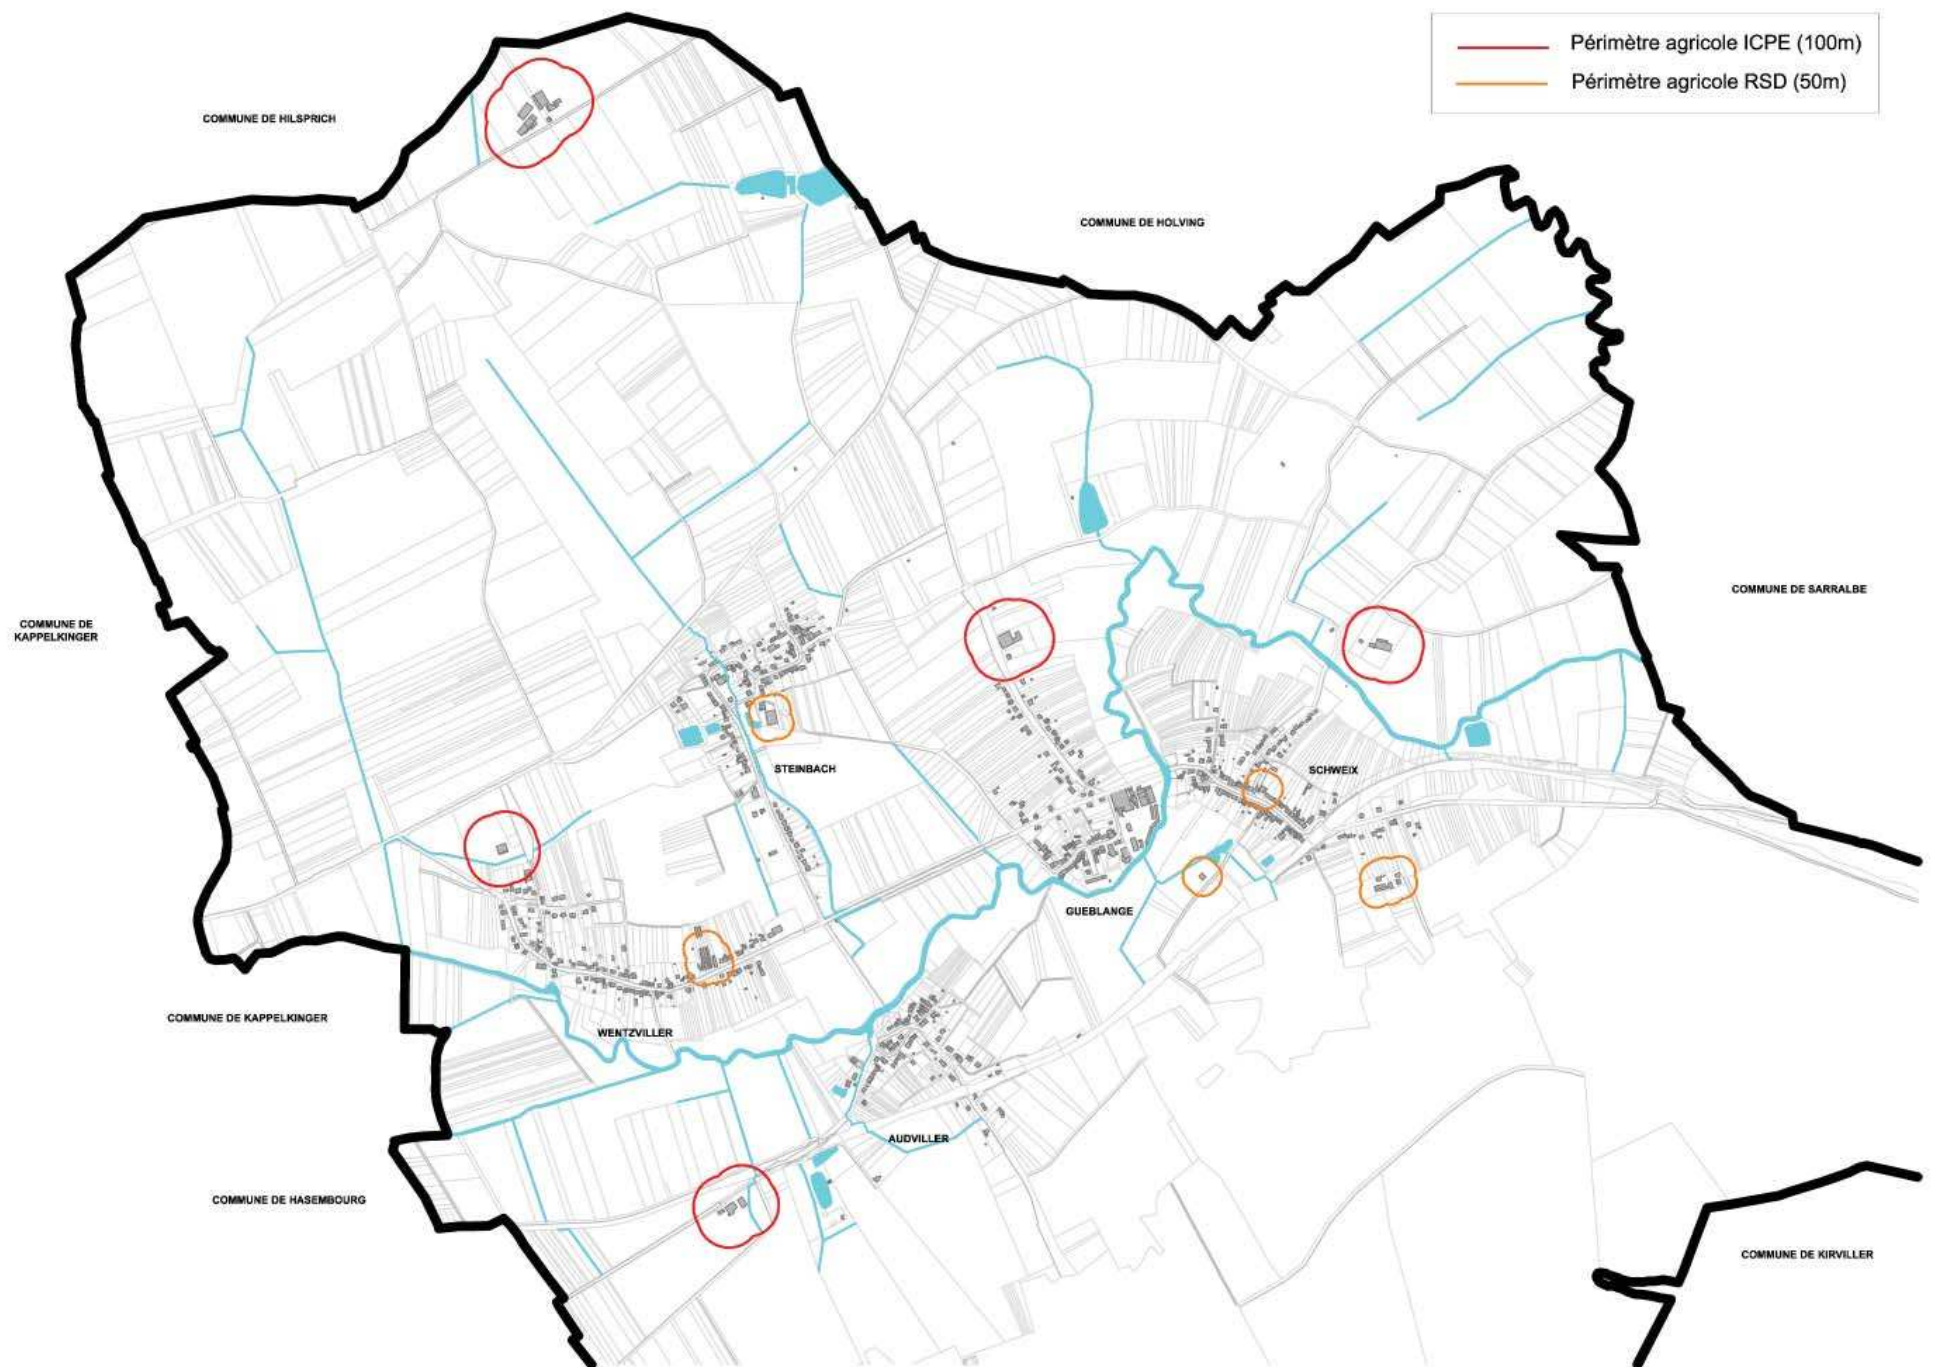 Périmètre agricole ICPE (100m)
Périmètre agricole RSD (50m)
COMMUNE DE HILSPRICH
COMMUNE DE HOLVING
COMMUNE DE SARRALBE
COMMUNE DE
KAPPELKINGER
STEINBACH
SCHWEIX
GUEBLANGE
COMMUNE DE KAPPELKINGER
WENTZVILLER
AUDVILLER
COMMUNE DE HASEMBOURG
COMMUNE DE KIRVILLER